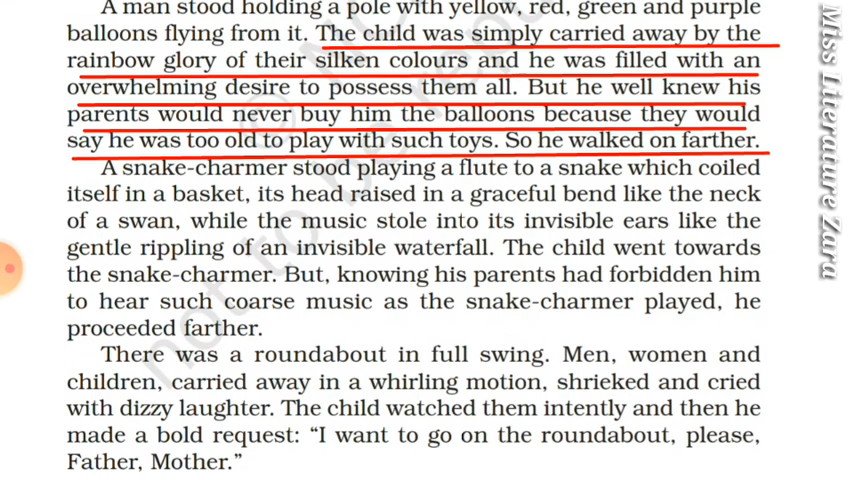 A man stood holding a pole with yellow, red, green and purple
balloons flying from it. The child was simply carried away by the
rainbow glory of their silken colours and he was filled with an
overwhelming desire to possess them all. But he well knew his
parents would never buy him the balloons because they would
say he was too old to play with such toys. So he walked on farther.
A snake-charmer stood playing a flute to a snake which coiled
itself in a basket, its head raised in a graceful bend like the neck
of a swan, while the music stole into its invisible ears like the
gentle rippling of an invisible waterfall. The child went towards
the snake-charmer. But, knowing his parents had forbidden him
to hear such coarse music as the snake-charmer played, he
proceeded farther.
There was a roundabout in full swing. Men, women and
children, carried away in a whirling motion, shrieked and cried
with dizzy laughter. The child watched them intently and then he
made a bold request: “I want to go on the roundabout, please,
Father, Mother.”
Miss Literature Zara
not to be rep